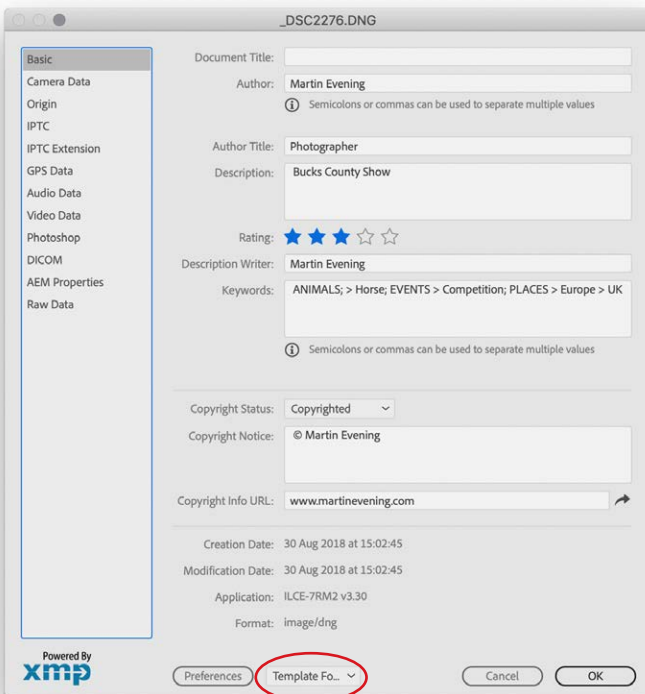 _DSC2276.DNG
Basic
Camera Data
Origin
IPTC
IPTC Extension
GPS Data
Audio Data
Video Data
Photoshop
DICOM
AEM Properties
Raw Data
Document Title:
Author: Martin Evening
Semicolons or commas can be used to separate multiple values
Author Title: Photographer
Description: Bucks County Show
Rating:
Description Writer: Martin Evening
Keywords: ANIMALS; > Horse; EVENTS > Competition; PLACES > Europe > UK
Semicolons or commas can be used to separate multiple values
Copyright Status: Copyrighted
Copyright Notice: © Martin Evening
Copyright Info URL: www.martinevening.com
Creation Date: 30 Aug 2018 at 15:02:45
Modification Date: 30 Aug 2018 at 15:02:45
Application: ILCE-7RM2 v3.30
Format: image/dng
Powered By
xmp
Preferences Template Fo... Cancel OK